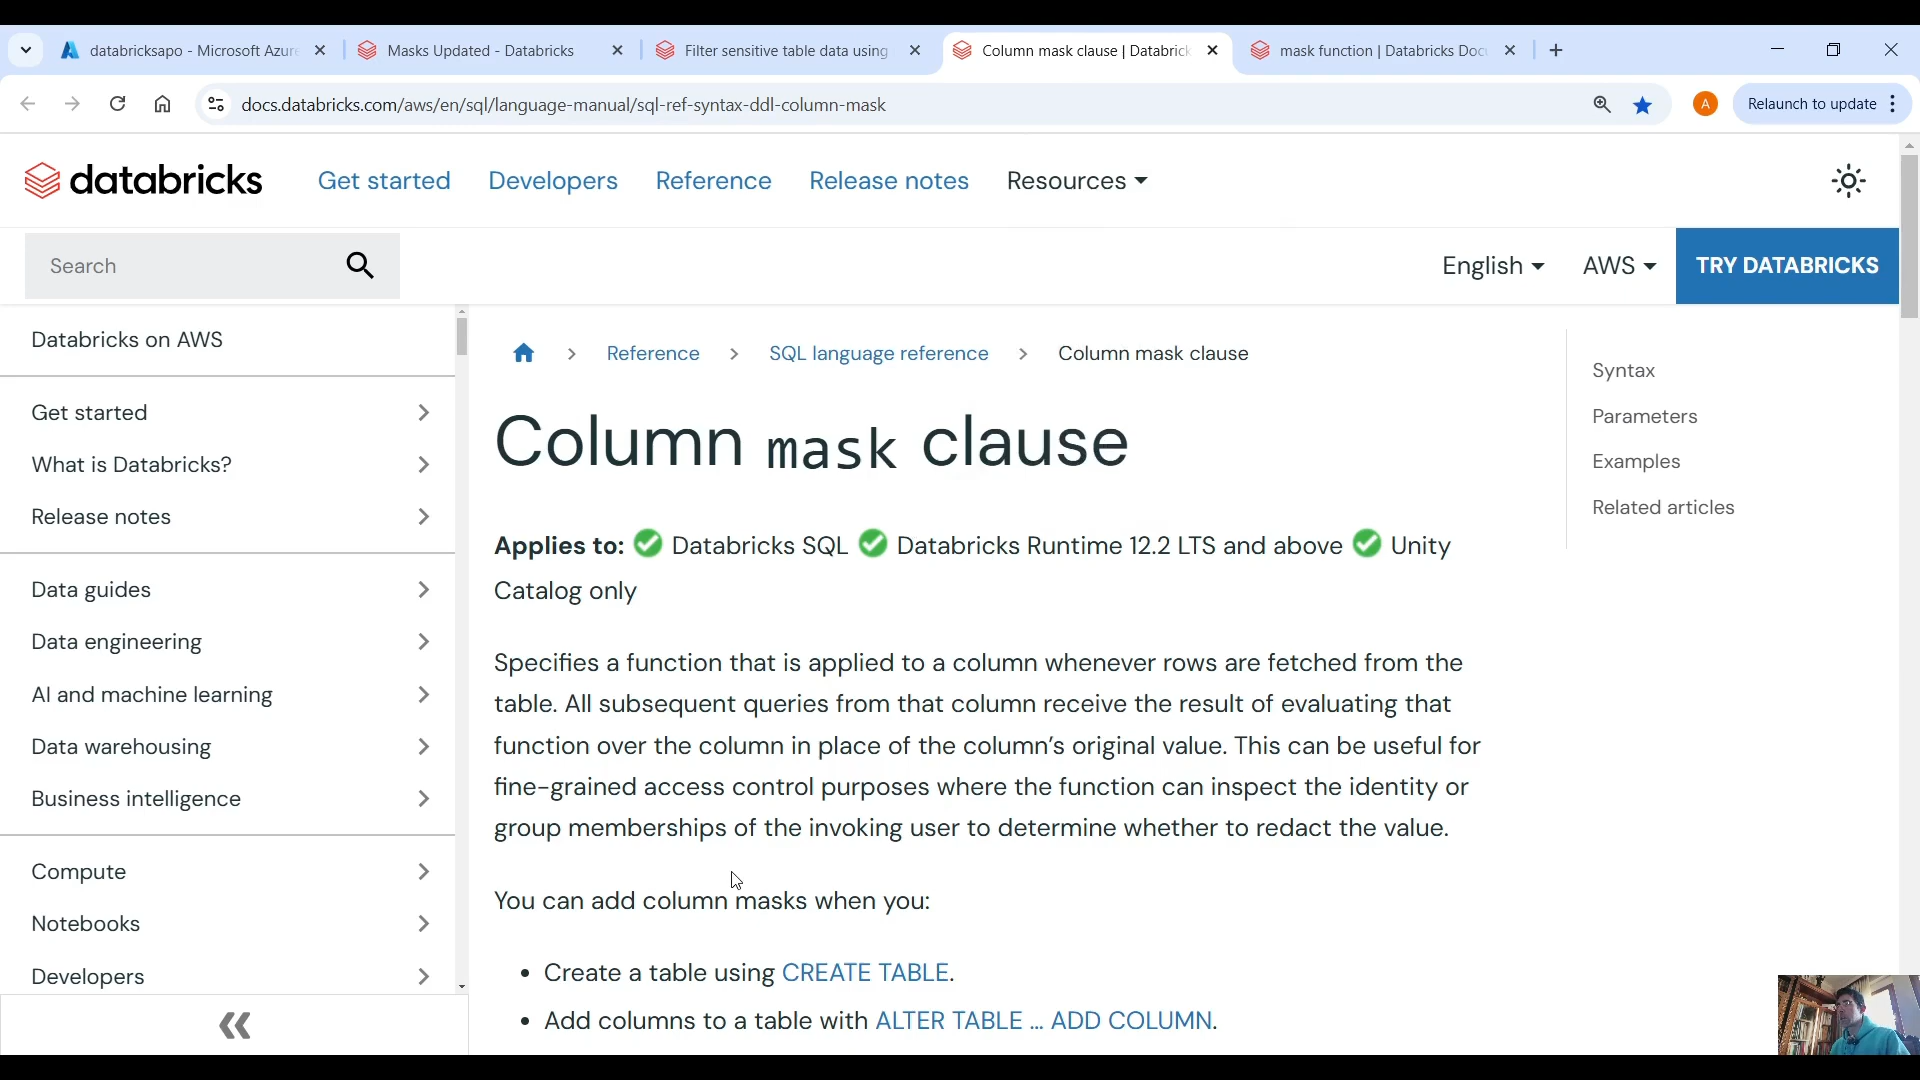 databricksapo - Microsoft Azure
Masks Updated - Databricks
Filter sensitive table data using
Column mask clause | Databrick
mask function | Databricks Doc
docs.databricks.com/aws/en/sql/language-manual/sql-ref-syntax-ddl-column-mask
A
Relaunch to update
databricks
Get started
Developers
Reference
Release notes
Resources
Search
English
AWS
TRY DATABRICKS
Databricks on AWS
Get started
What is Databricks?
Release notes
Data guides
Data engineering
AI and machine learning
Data warehousing
Business intelligence
Compute
Notebooks
Developers
Reference
SQL language reference
Column mask clause
Column mask clause
Applies to: Databricks SQL Databricks Runtime 12.2 LTS and above Unity
Catalog only
Specifies a function that is applied to a column whenever rows are fetched from the
table. All subsequent queries from that column receive the result of evaluating that
function over the column in place of the column’s original value. This can be useful for
fine-grained access control purposes where the function can inspect the identity or
group memberships of the invoking user to determine whether to redact the value.
You can add column masks when you:
• Create a table using CREATE TABLE.
• Add columns to a table with ALTER TABLE … ADD COLUMN.
Syntax
Parameters
Examples
Related articles